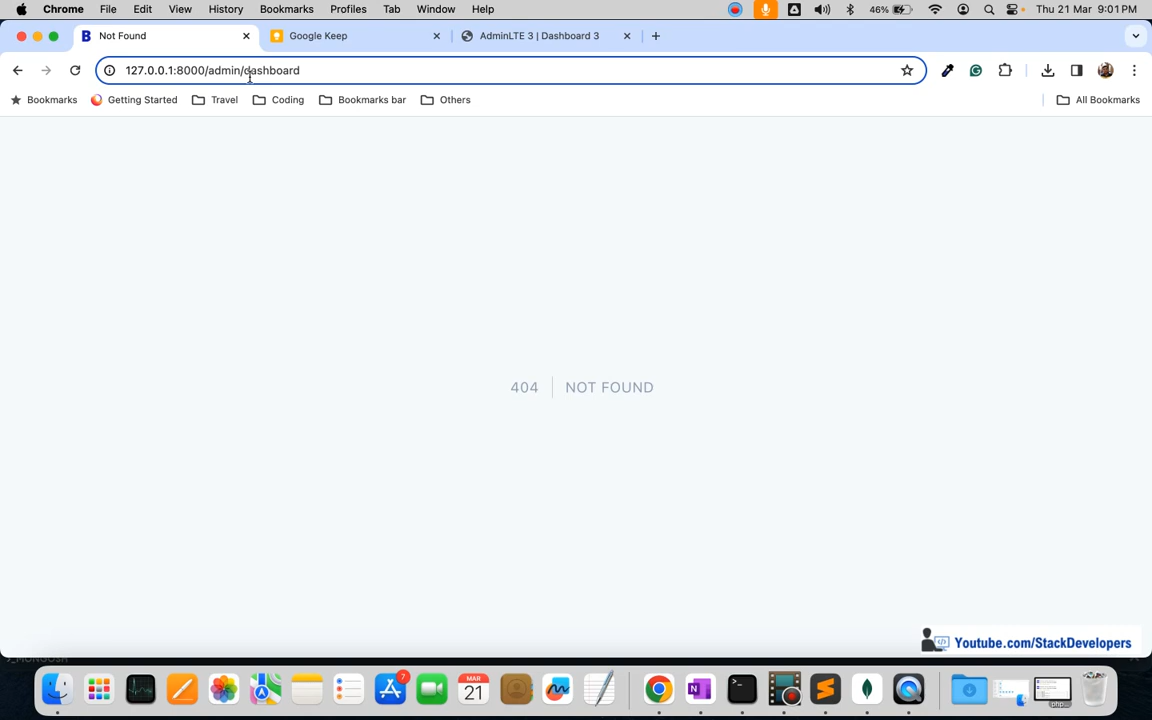 Chrome File Edit View History Bookmarks Profiles Tab Window Help 46% Thu 21 Mar 9:01 PM
Not Found Google Keep AdminLTE 3 | Dashboard 3
127.0.0.1:8000/admin/dashboard
Bookmarks Getting Started Travel Coding Bookmarks bar Others All Bookmarks
404 NOT FOUND
Youtube.com/StackDevelopers
MAR
21
7